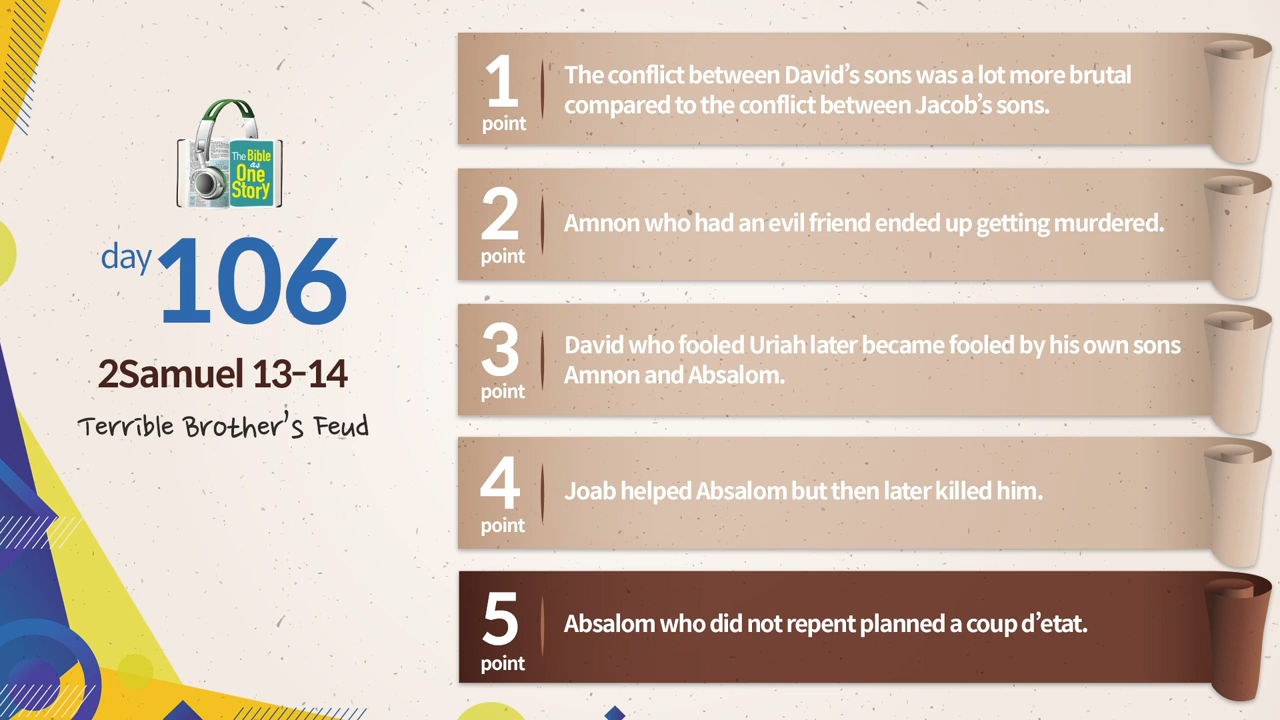 The Bible
as
One
Story
day 106
2Samuel 13-14
Terrible Brother's Feud
1
point
The conflict between David's sons was a lot more brutal
compared to the conflict between Jacob's sons.
2
point
Amnon who had an evil friend ended up getting murdered.
3
point
David who fooled Uriah later became fooled by his own sons
Amnon and Absalom.
4
point
Joab helped Absalom but then later killed him.
5
point
Absalom who did not repent planned a coup d'etat.